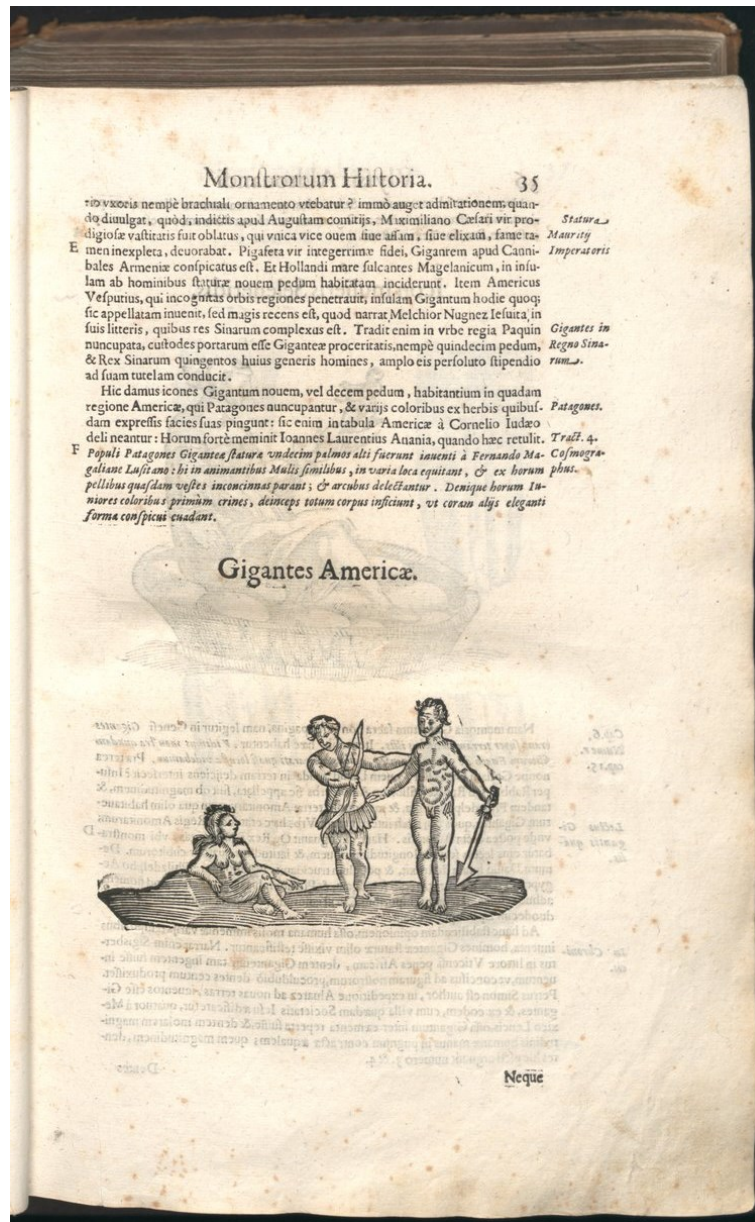 Monſtrorum Hiſtoria. 35
rio vxoris nempè brachiali ornamento vtebatur? immò auget admirationem, quan-
do divulgat, quòd, indictis apud Auguſtam comitijs, Maximiliano Cæſari vir pro-
Statura
digioſæ vaſtitatis fuit oblatus, qui vnica vice ouem ſiue aſſam, ſiue elixam, fame ta-
Mauritij
E
men inexpleta, devorabat. Pigafeta vir integerrimæ fidei, Gigantem apud Canni-
Imperatoris
bales Armeniæ conſpicatus eſt. Et Hollandi mare ſulcantes Magelanicum, in inſu-
lam ab hominibus ſtaturæ nouem pedum habitatam inciderunt. Item Americus
Veſputius, qui incognitas orbis regiones penetrauit, inſulam Gigantum hodie quoq;
ſic appellatam inuenit, ſed magis recens eſt, quod narrat Melchior Nugnez Ieſuita in
ſuis litteris, quibus res Sinarum complexus eſt. Tradit enim in vrbe regia Paquin
Gigantes in
nuncupata, cuſtodes portarum eſſe Giganteæ proceritatis, nempè quindecim pedum,
Regno Sina-
& Rex Sinarum quingentos huius generis homines, amplo eis perſoluto ſtipendio
rum.
ad ſuam tutelam conducit.
Hic damus icones Gigantum nouem, vel decem pedum, habitantium in quadam
regione Americæ, qui Patagones nuncupantur, & varijs coloribus ex herbis quibuſ-
Patagones.
dam expreſſis facies ſuas pingunt: ſic enim in tabula Americæ à Cornelio Iudæo
deli neantur: Horum fortè meminit Ioannes Laurentius Anania, quando hæc retulit.
Tract. 4.
F
Populi Patagones Giganteæ ſtaturæ vndecim palmos alti fuerunt inuenti à Fernando Ma-
Coſmogra-
galiane Luſitano: hi in animantibus Mulis ſimilibus, in varia loca equitant, & ex horum
phus.
pellibus quaſdam veſtes inconcinnas parant; & arcubus delectantur. Denique horum Iu-
niores coloribus primùm crines, deinceps totum corpus inficiunt, vt coram alijs eleganti
forma conſpicui euadant.
Gigantes Americæ.
Neque